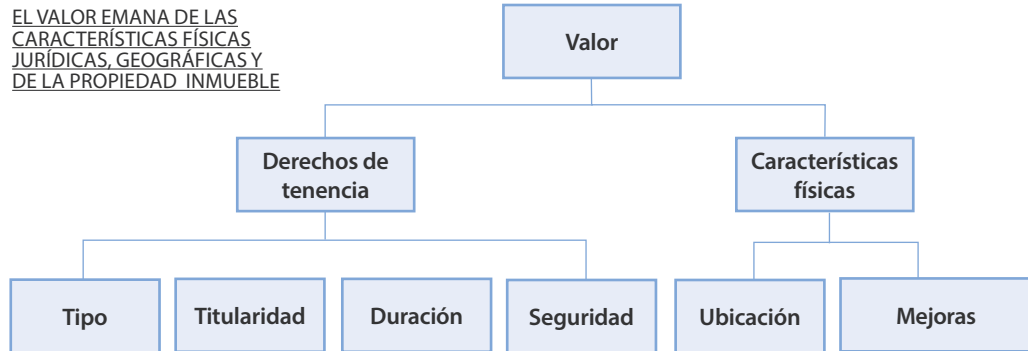 EL VALOR EMANA DE LAS
CARACTERÍSTICAS FÍSICAS
JURÍDICAS, GEOGRÁFICAS Y
DE LA PROPIEDAD  INMUEBLE
Valor
Derechos de
tenencia
Características
físicas
Tipo
Titularidad
Duración
Seguridad
Ubicación
Mejoras